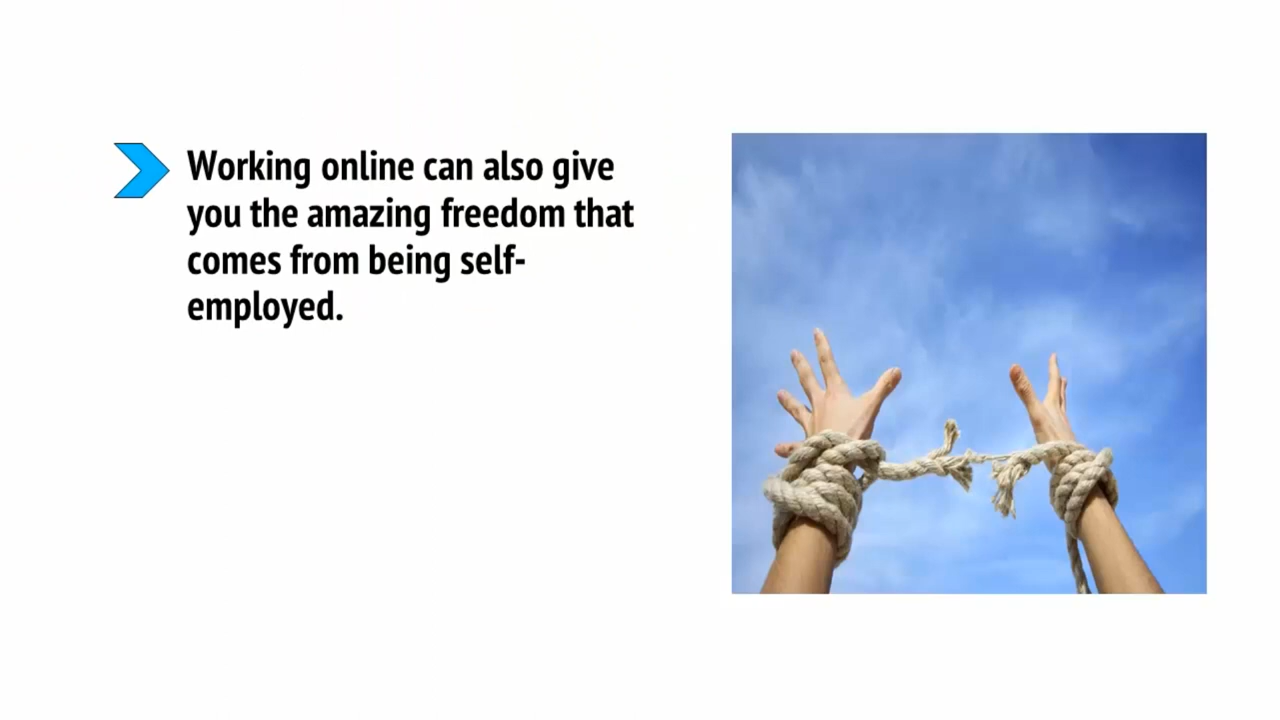 Working online can also give
you the amazing freedom that
comes from being self-
employed.